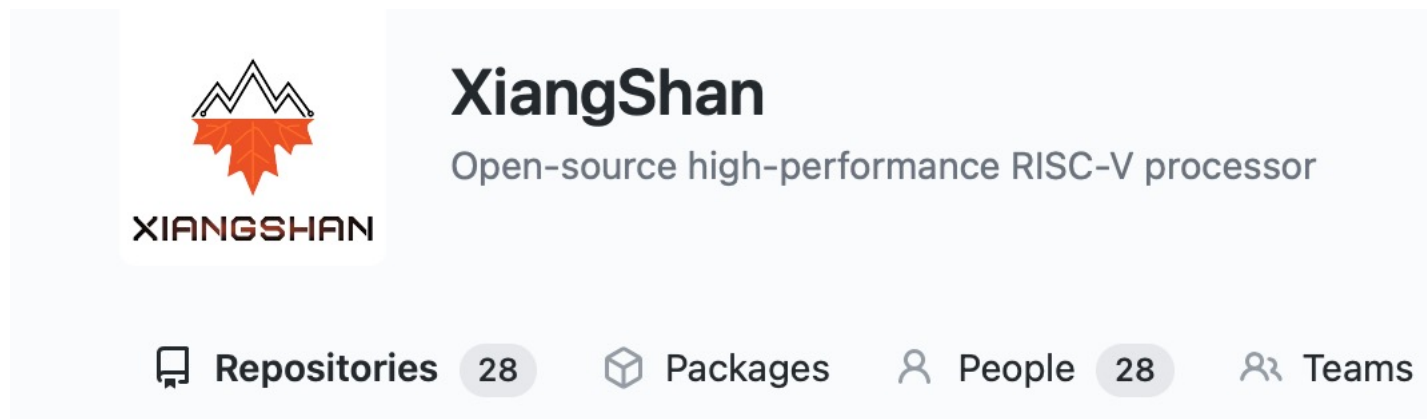 XIANGSHAN
XiangShan
Open-source high-performance RISC-V processor
Repositories 28 Packages People 28 Teams